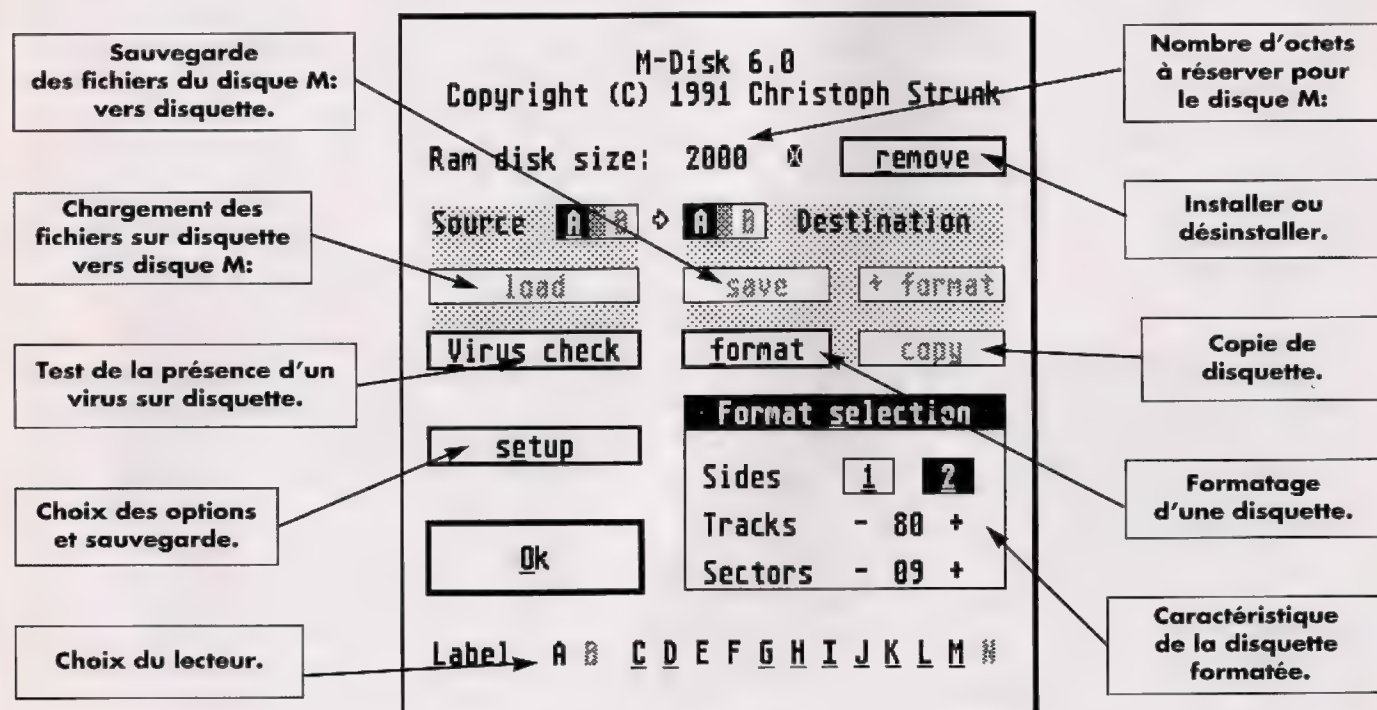 Sauvegarde
des fichiers du disque M:
vers disquette.
Chargement des
fichiers sur disquette
vers disque M:
Test de la présence d'un
virus sur disquette.
Choix des options
et sauvegarde.
Choix du lecteur.
M-Disk 6.0
Copyright (C) 1991 Christoph Strunk
Ram disk size: 2000 K remove
Source A B ⇨ A B Destination
load save + format
Virus check format copy
Format selection
setup
Sides 1 2
Tracks - 80 +
Ok
Sectors - 09 +
Label A B C D E F G H I J K L M N
Nombre d'octets
à réserver pour
le disque M:
Installer ou
désinstaller.
Copie de
disquette.
Formatage
d'une disquette.
Caractéristique
de la disquette
formatée.